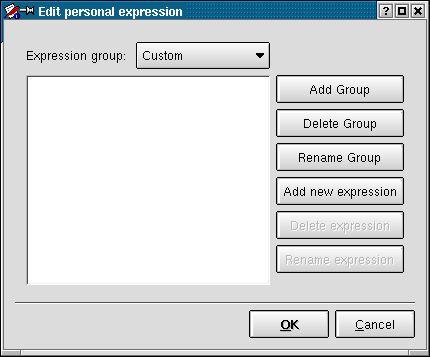 Edit personal expression
Expression group: Custom
Add Group
Delete Group
Rename Group
Add new expression
Delete expression
Rename expression
OK Cancel